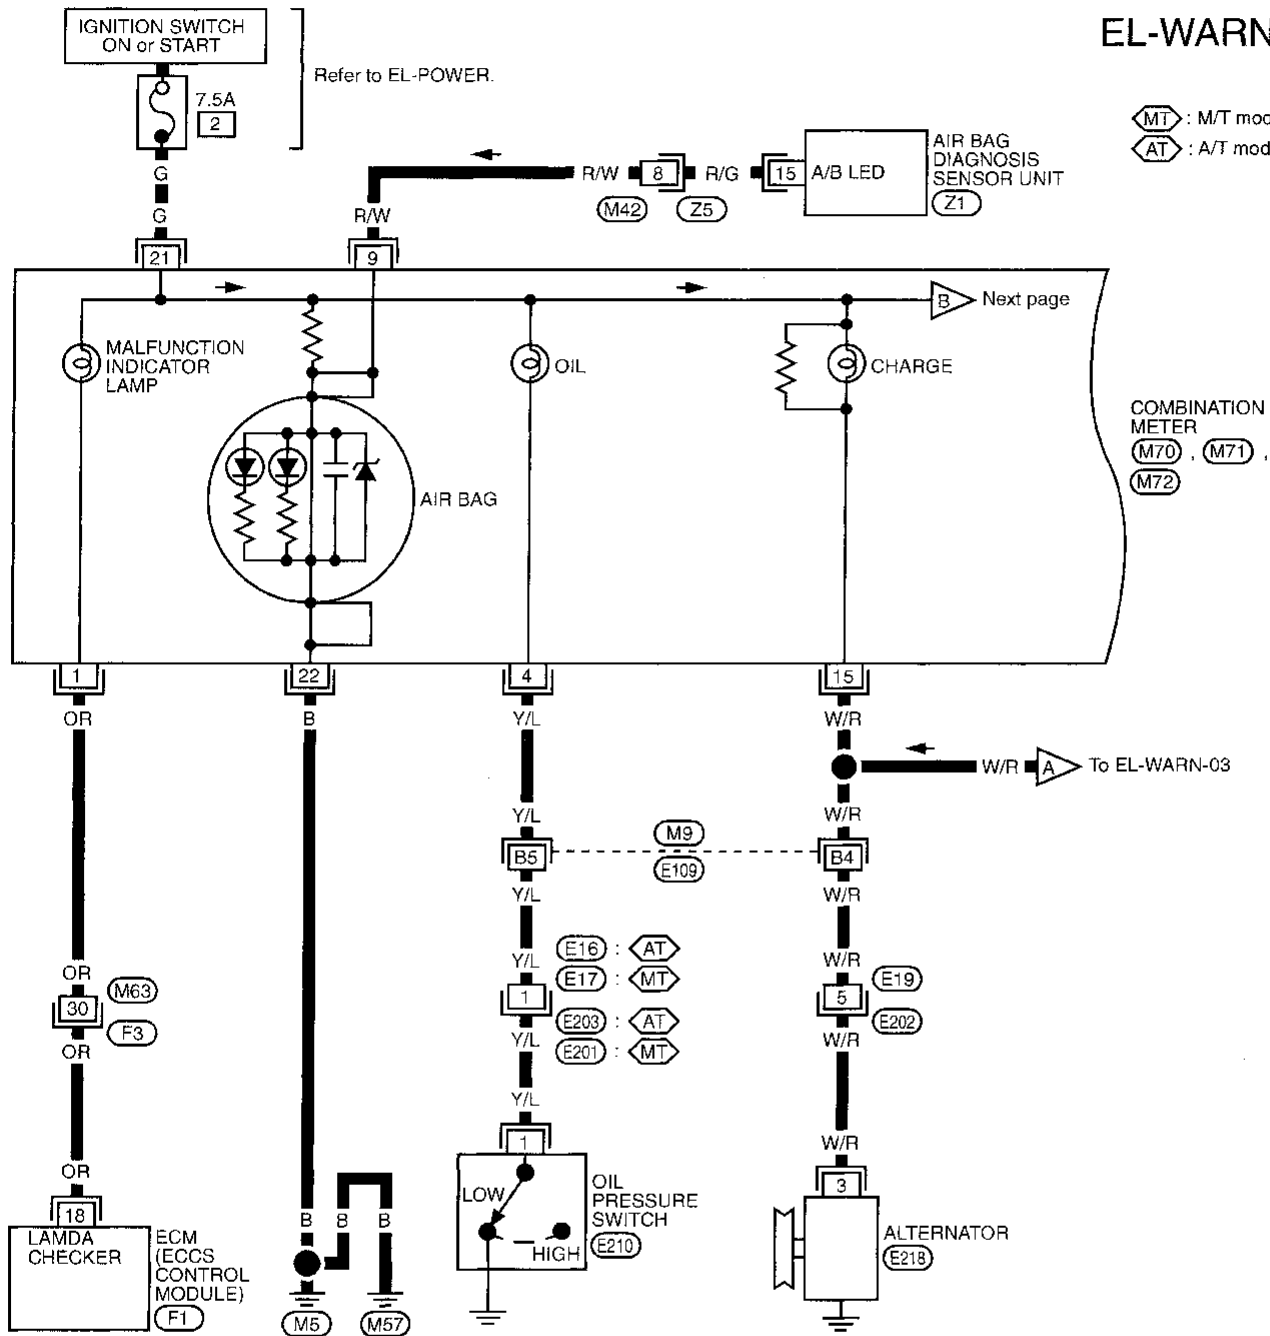 EL-WARN
IGNITION SWITCH
ON or START
Refer to EL-POWER.
7.5A
2
MT : M/T mod
AT : A/T mod
G
G
R/W
R/W
8
R/G
15
A/B LED
AIR BAG
DIAGNOSIS
SENSOR UNIT
Z1
M42
Z5
21
9
B
Next page
MALFUNCTION
INDICATOR
LAMP
OIL
CHARGE
AIR BAG
COMBINATION
METER
M70 , M71 ,
M72
1
22
4
15
OR
B
Y/L
W/R
W/R
A
To EL-WARN-03
Y/L
W/R
B5
M9
E109
B4
Y/L
W/R
E16 : AT
E17 : MT
Y/L
W/R
E19
1
5
E203 : AT
E201 : MT
E202
Y/L
W/R
OR
M63
30
F3
OR
Y/L
W/R
1
3
OR
18
LAMDA
CHECKER
ECM
(ECCS
CONTROL
MODULE)
F1
B
B
B
M5
M57
LOW
HIGH
OIL
PRESSURE
SWITCH
E210
ALTERNATOR
E218